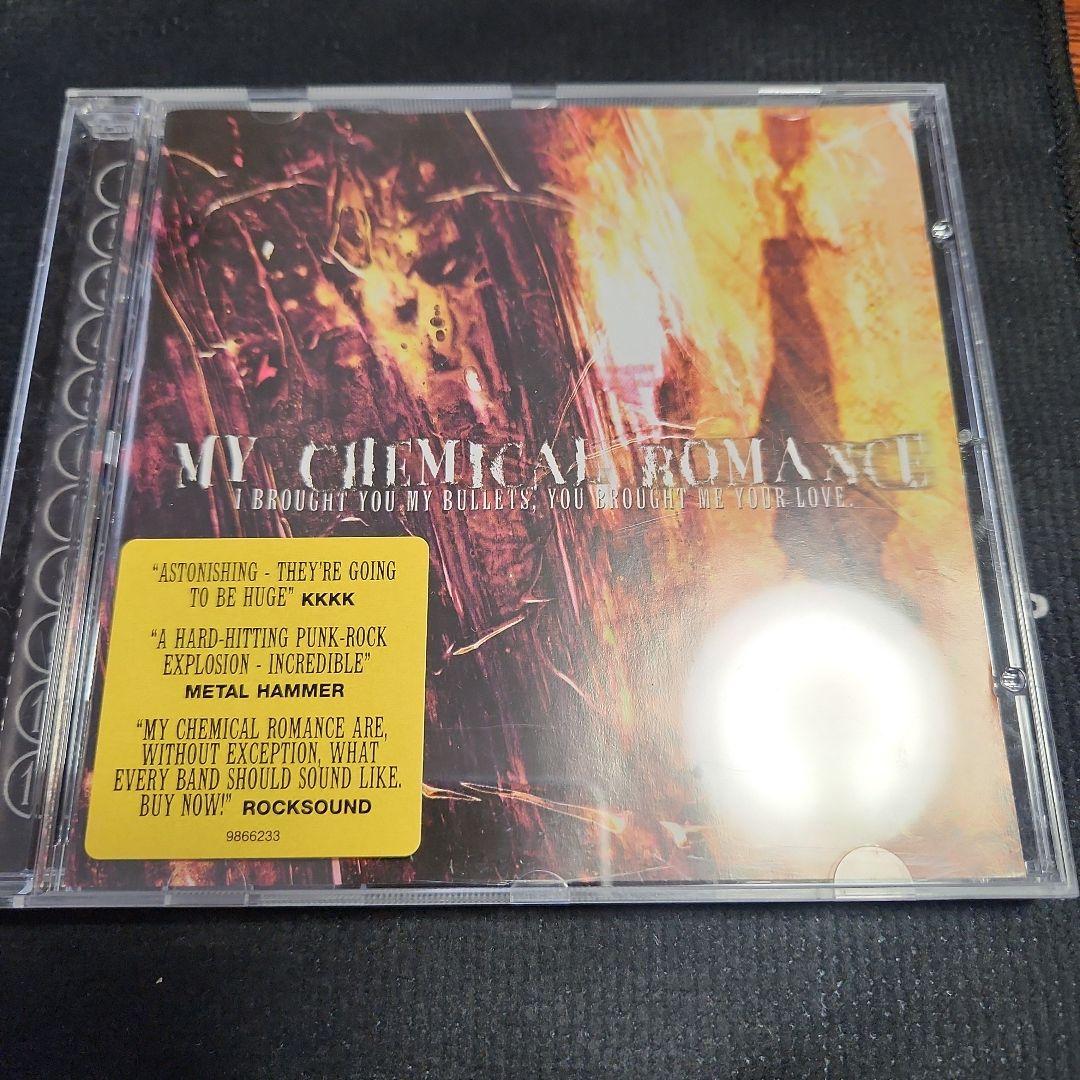 MY CHEMICAL ROMANCE
I BROUGHT YOU MY BULLETS, YOU BROUGHT ME YOUR LOVE.
“ASTONISHING - THEY’RE GOING
TO BE HUGE” KKKK
“A HARD-HITTING PUNK-ROCK
EXPLOSION - INCREDIBLE”
METAL HAMMER
“MY CHEMICAL ROMANCE ARE,
WITHOUT EXCEPTION, WHAT
EVERY BAND SHOULD SOUND LIKE.
BUY NOW!” ROCKSOUND
9866233